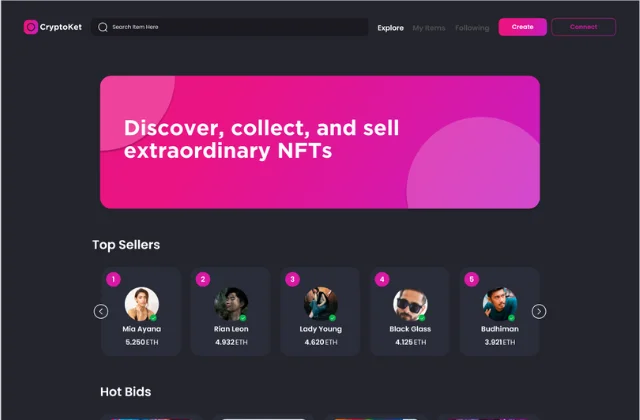 CryptoKet
Search Item Here
Explore
My Items
Following
Create
Connect
Discover, collect, and sell
extraordinary NFTs
Top Sellers
1
2
3
4
5
Mia Ayana
Rian Leon
Lady Young
Black Glass
Budhiman
5.250 ETH
4.932 ETH
4.620 ETH
4.125 ETH
3.921 ETH
Hot Bids